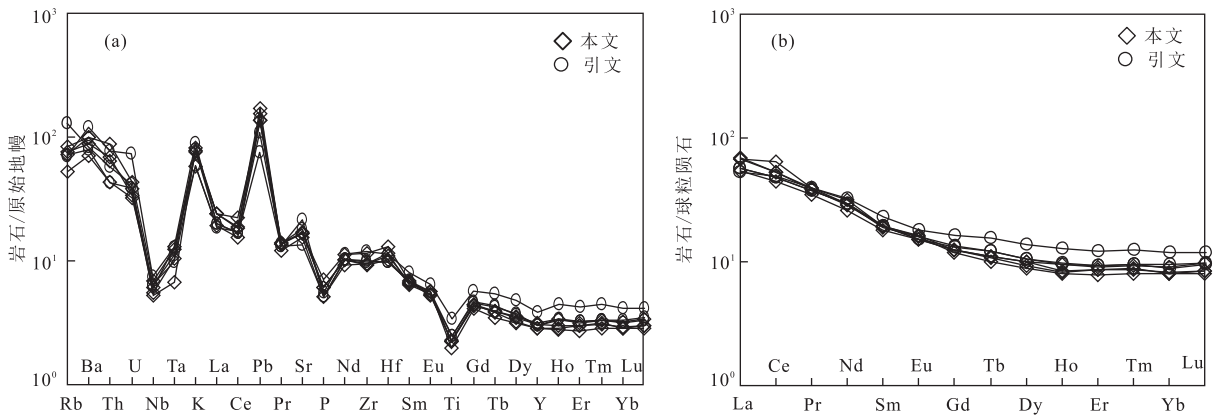 10³
(a)
本文
引文
10²
岩石/原始地幔
10¹
10⁰
Ba U Ta La Pb Sr Nd Hf Eu Gd Dy Ho Tm Lu
Rb Th Nb K Ce Pr P Zr Sm Ti Tb Y Er Yb
10³
(b)
本文
引文
10²
岩石/球粒陨石
10¹
10⁰
Ce Nd Eu Tb Ho Tm Lu
La Pr Sm Gd Dy Er Yb